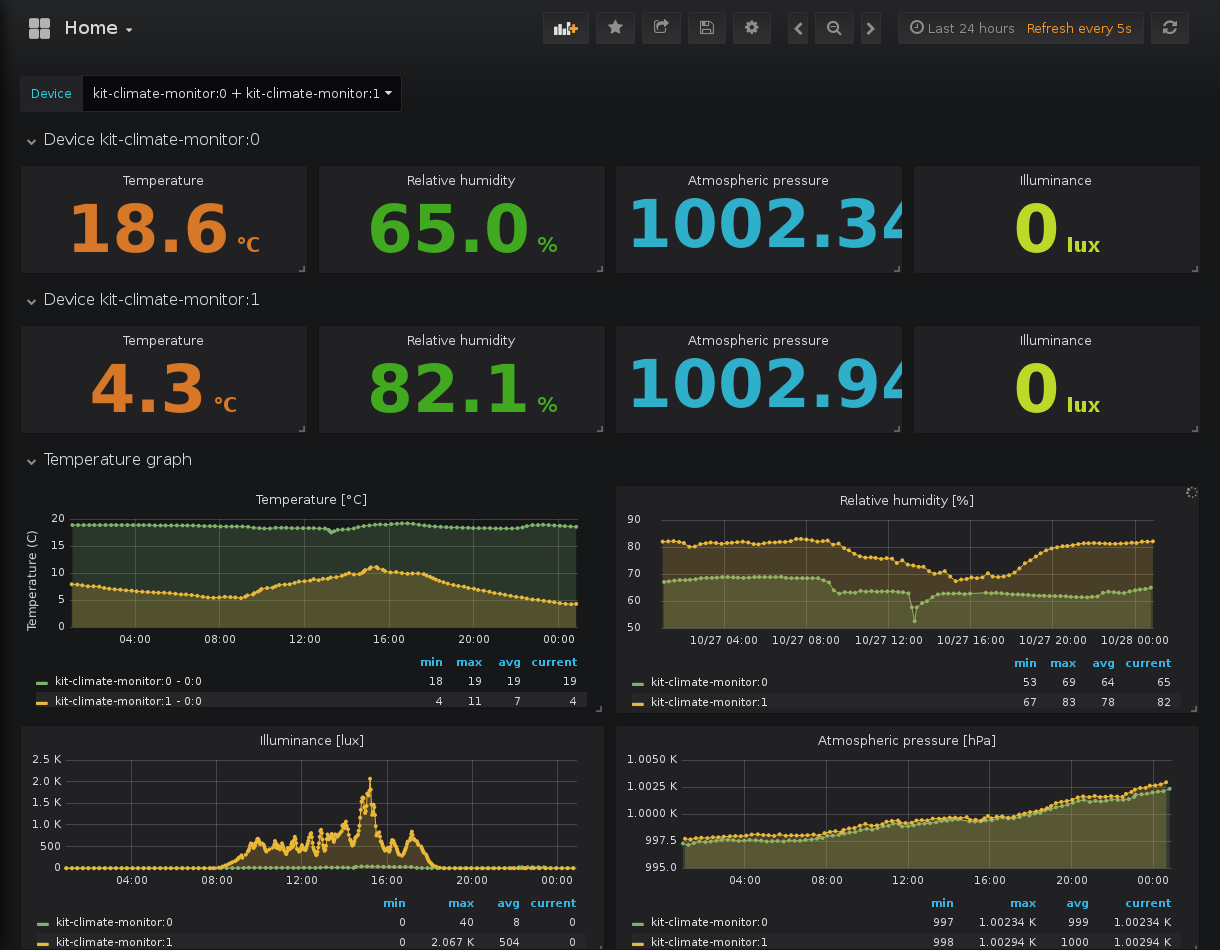 Home
Last 24 hours Refresh every 5s
Device kit-climate-monitor:0 + kit-climate-monitor:1
Device kit-climate-monitor:0
Temperature Relative humidity Atmospheric pressure Illuminance
18.6 °C 65.0 % 1002.34 0 lux
Device kit-climate-monitor:1
Temperature Relative humidity Atmospheric pressure Illuminance
4.3 °C 82.1 % 1002.94 0 lux
Temperature graph
Temperature [°C]
Temperature (C)
20
15
10
5
0
04:00 08:00 12:00 16:00 20:00 00:00
min max avg current
kit-climate-monitor:0 - 0:0 18 19 19 19
kit-climate-monitor:1 - 0:0 4 11 7 4
Relative humidity [%]
90
80
70
60
50
10/27 04:00 10/27 08:00 10/27 12:00 10/27 16:00 10/27 20:00 10/28 00:00
min max avg current
kit-climate-monitor:0 53 69 64 65
kit-climate-monitor:1 67 83 78 82
Illuminance [lux]
2.5 K
2.0 K
1.5 K
1.0 K
500
0
04:00 08:00 12:00 16:00 20:00 00:00
min max avg current
kit-climate-monitor:0 0 40 8 0
kit-climate-monitor:1 0 2.067 K 504 0
Atmospheric pressure [hPa]
1.0050 K
1.0025 K
1.0000 K
997.5
995.0
04:00 08:00 12:00 16:00 20:00 00:00
min max avg current
kit-climate-monitor:0 997 1.00234 K 999 1.00234 K
kit-climate-monitor:1 998 1.00294 K 1000 1.00294 K